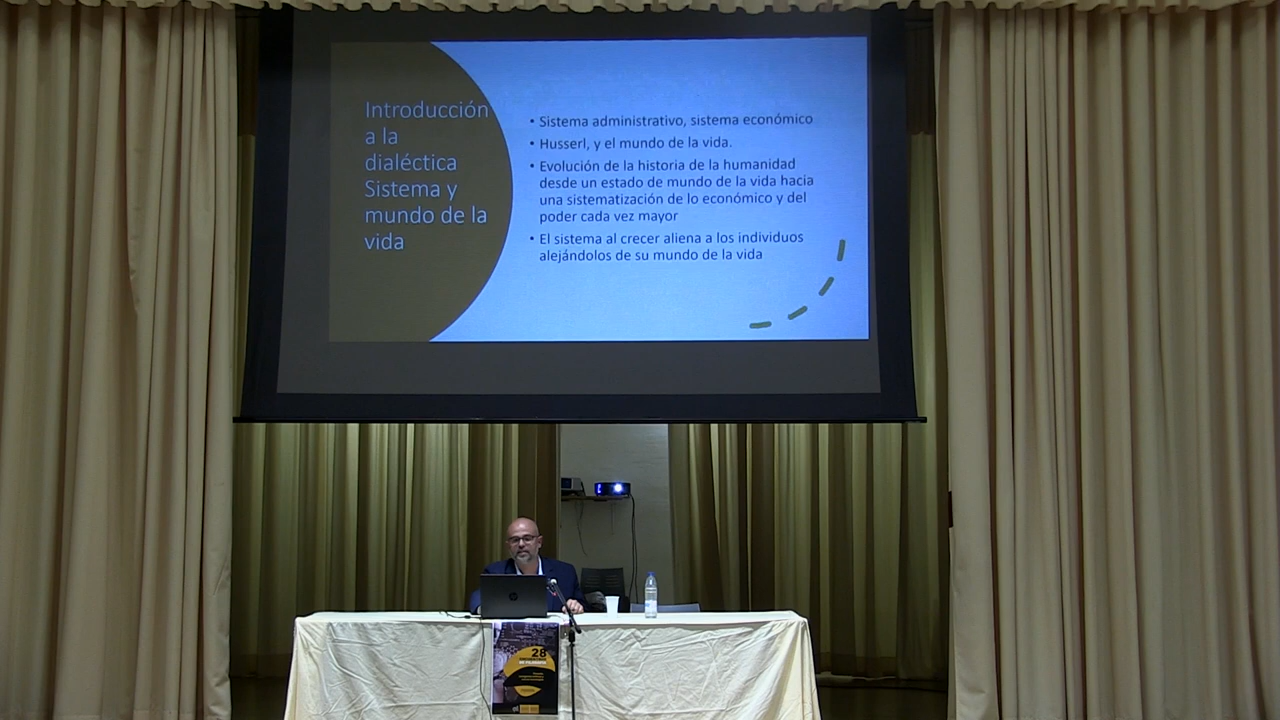 Introducción
a la
dialéctica
Sistema y
mundo de la
vida
• Sistema administrativo, sistema económico
• Husserl, y el mundo de la vida.
• Evolución de la historia de la humanidad
desde un estado de mundo de la vida hacia
una sistematización de lo económico y del
poder cada vez mayor
• El sistema al crecer aliena a los individuos
alejándolos de su mundo de la vida
28
DE FILOSOFÍA